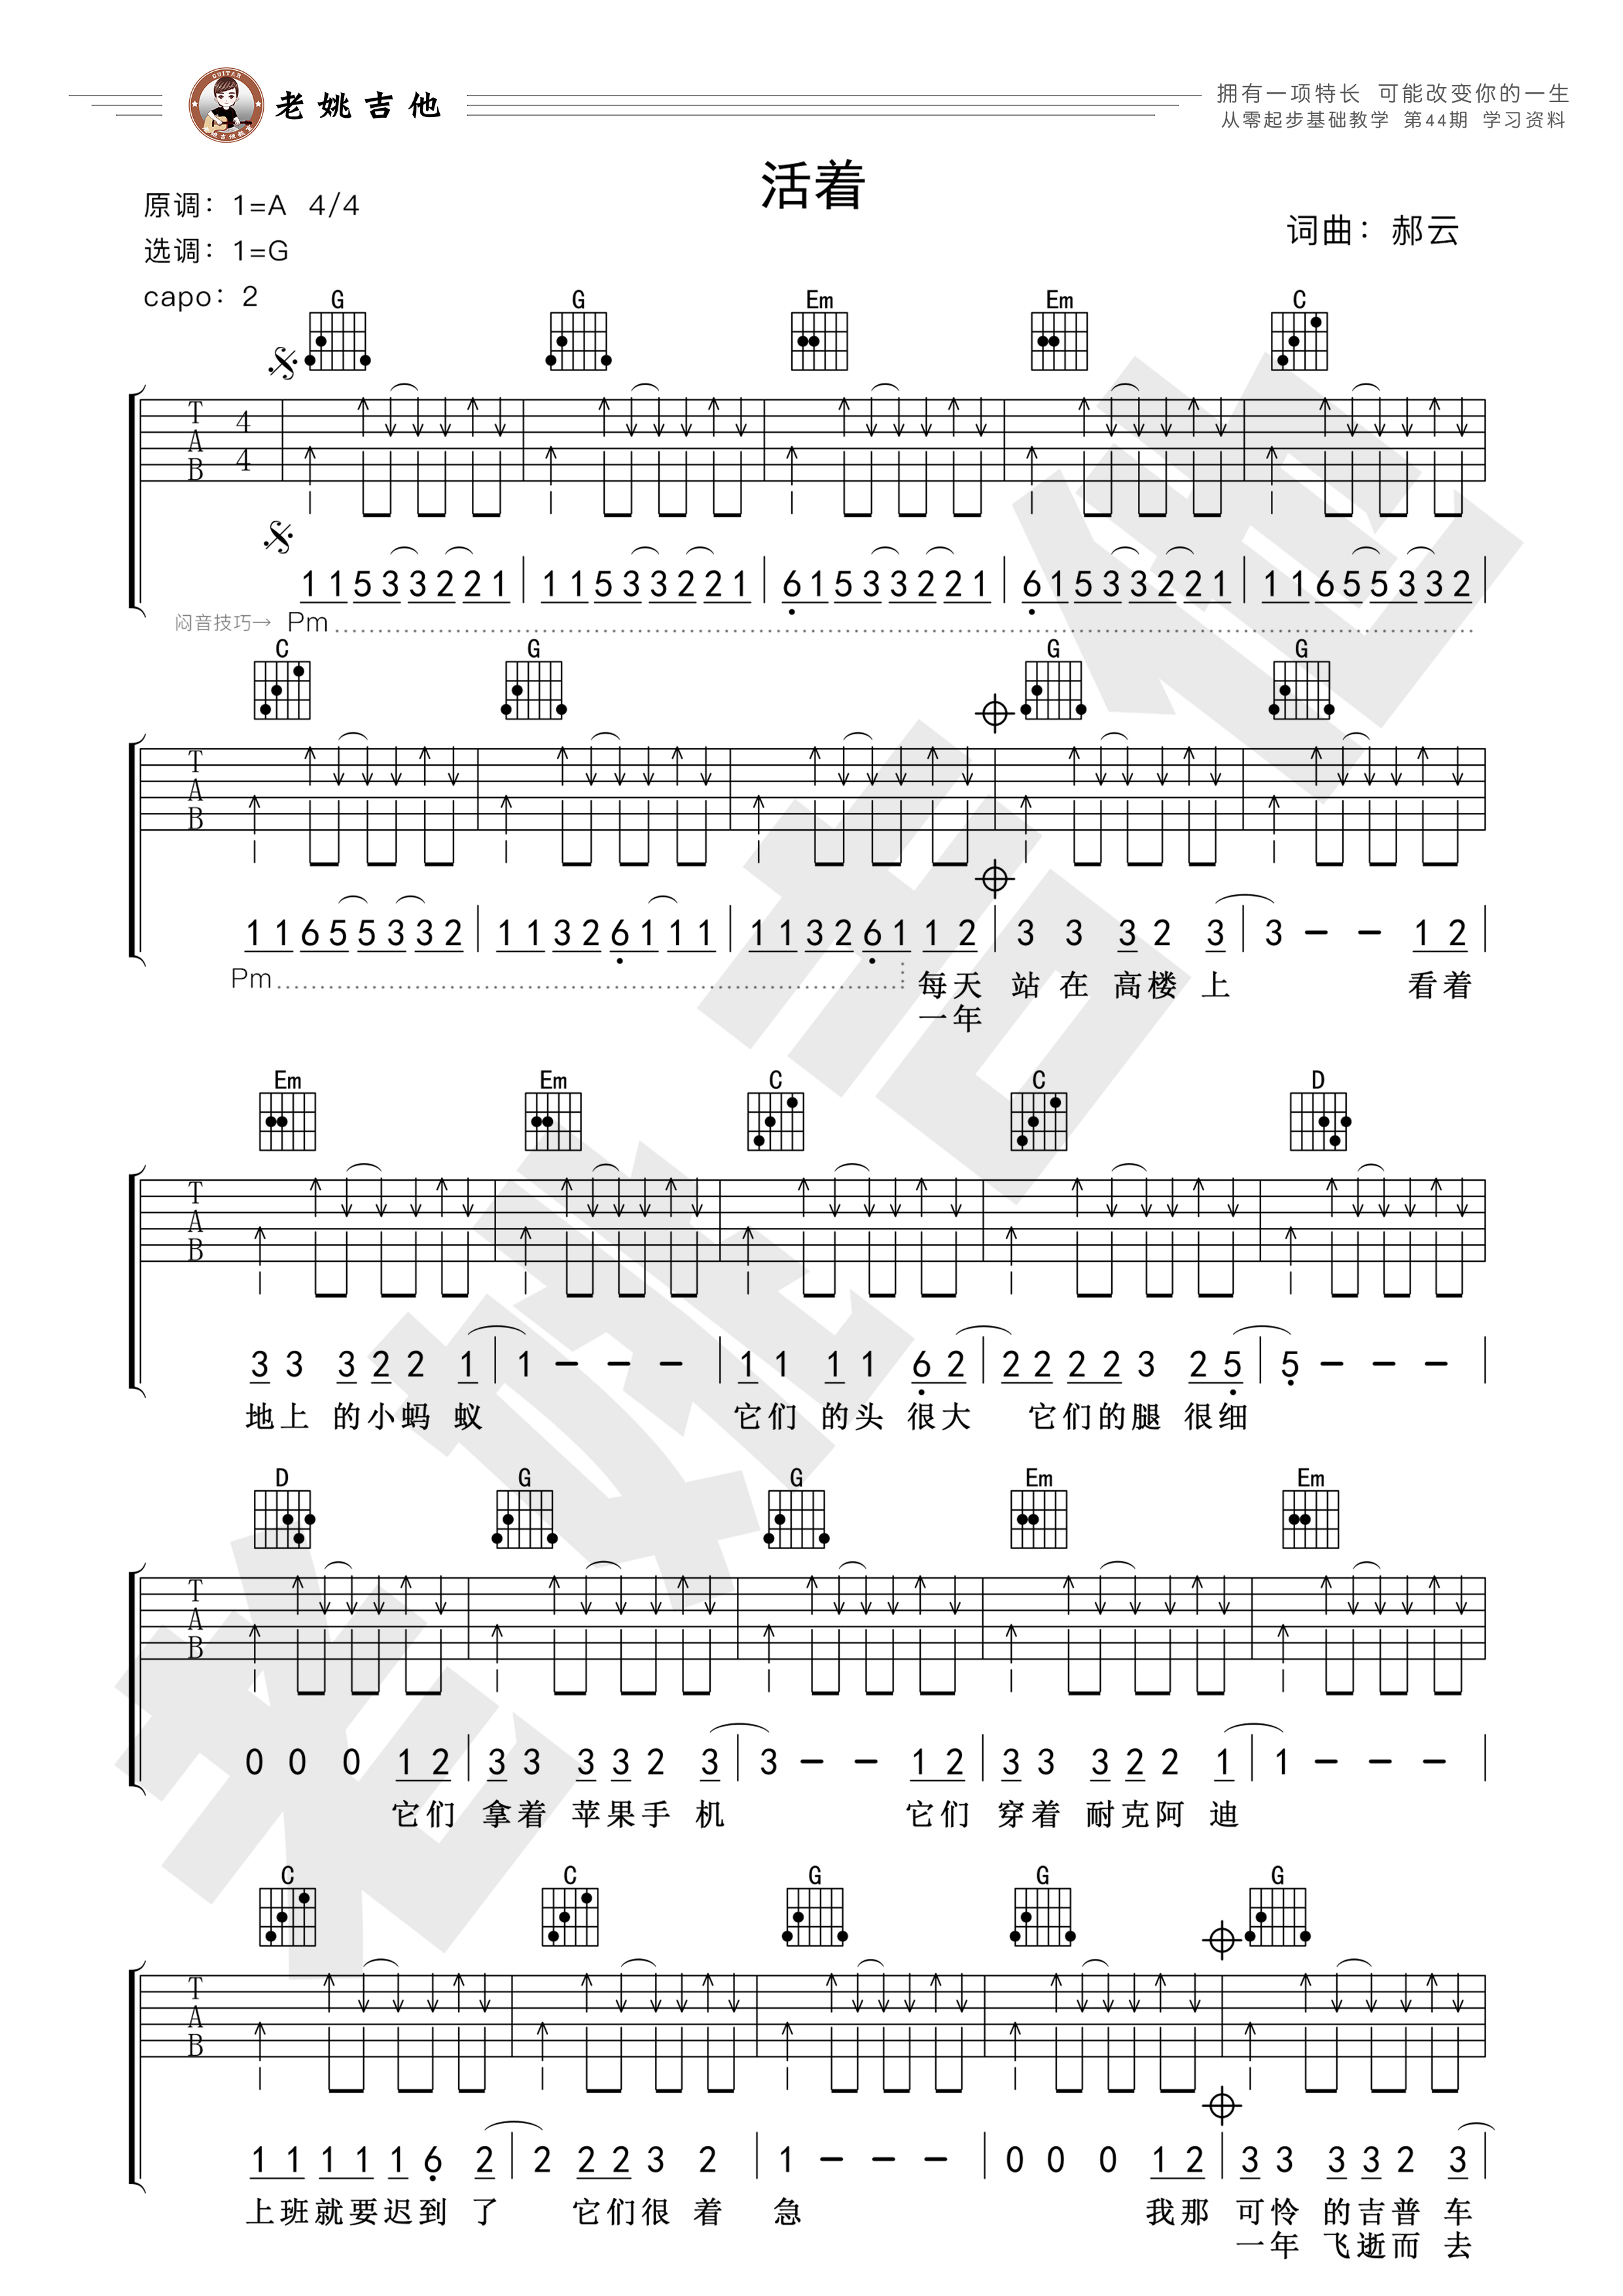 GUITAR
老姚吉他教室
老姚吉他
拥有一项特长 可能改变你的一生
从零起步基础教学 第44期 学习资料
活着
原调：1=A 4/4
选调：1=G
capo：2
词曲：郝云
G G Em Em C
T A B 4 4
1 1 5 3 3 2 2 1 | 1 1 5 3 3 2 2 1 | 6 1 5 3 3 2 2 1 | 6 1 5 3 3 2 2 1 | 1 1 6 5 5 3 3 2 |
闷音技巧→ Pm
C G G G
T A B
1 1 6 5 5 3 3 2 | 1 1 3 2 6 1 1 1 | 1 1 3 2 6 1 1 2 | 3 3 3 2 3 | 3 – – 1 2 |
Pm
每天 站 在 高楼 上 看着
一年
Em Em C C D
T A B
3 3 3 2 2 1 | 1 – – – | 1 1 1 1 6 2 | 2 2 2 2 3 2 5 | 5 – – – |
地上 的小蚂 蚁 它们 的头 很大 它们的腿 很细
D G G Em Em
T A B
0 0 0 1 2 | 3 3 3 3 2 3 | 3 – – 1 2 | 3 3 3 2 2 1 | 1 – – – |
它们 拿着 苹果手 机 它们 穿着 耐克阿 迪
C C G G G
T A B
1 1 1 1 1 6 2 | 2 2 2 3 2 | 1 – – – | 0 0 0 1 2 | 3 3 3 3 2 3 |
上班就要迟到 了 它们很 着 急 我那 可怜 的吉普 车
一年 飞逝而 去
老姚吉他